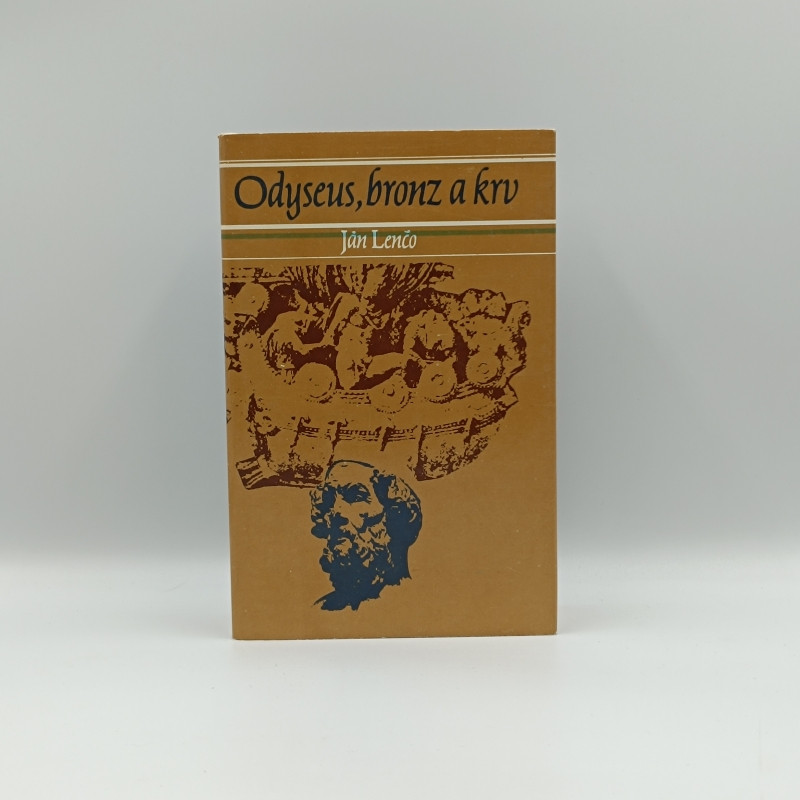 Odyseus, bronz a krv
Ján Lenčo